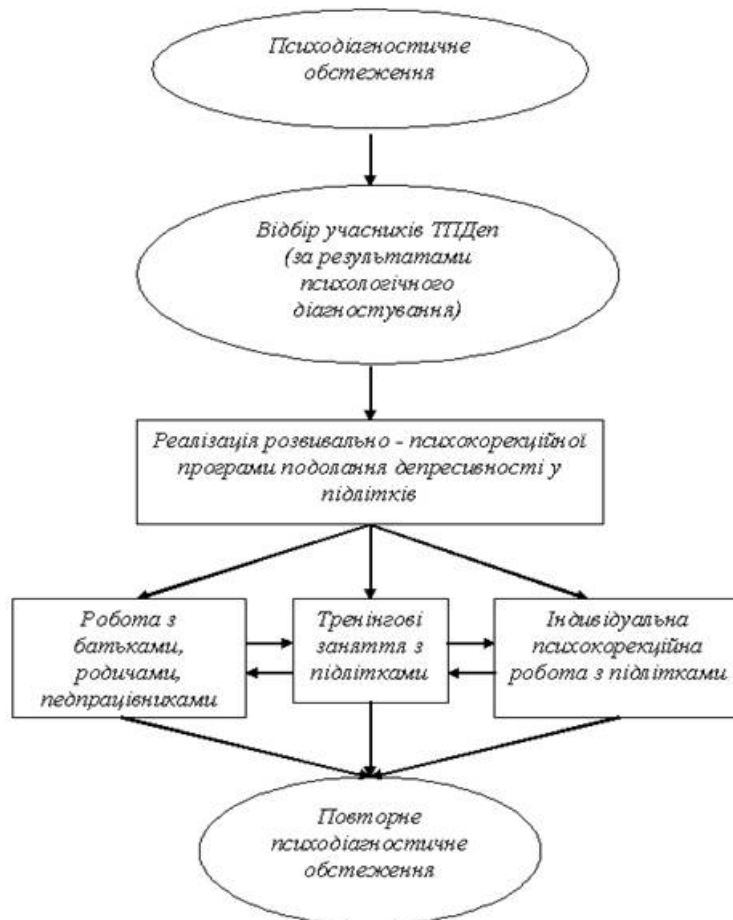 Психодіагностичне
обстеження
Відбір учасників ТПДеп
(за результатами
психологічного
діагностування)
Реалізація розвивально - психокорекційної
програми подолання депресивності у
підлітків
Робота з
батьками,
родичами,
педпрацівниками
Тренінгові
заняття з
підлітками
Індивідуальна
психокорекційна
робота з підлітками
Повторне
психодіагностичне
обстеження